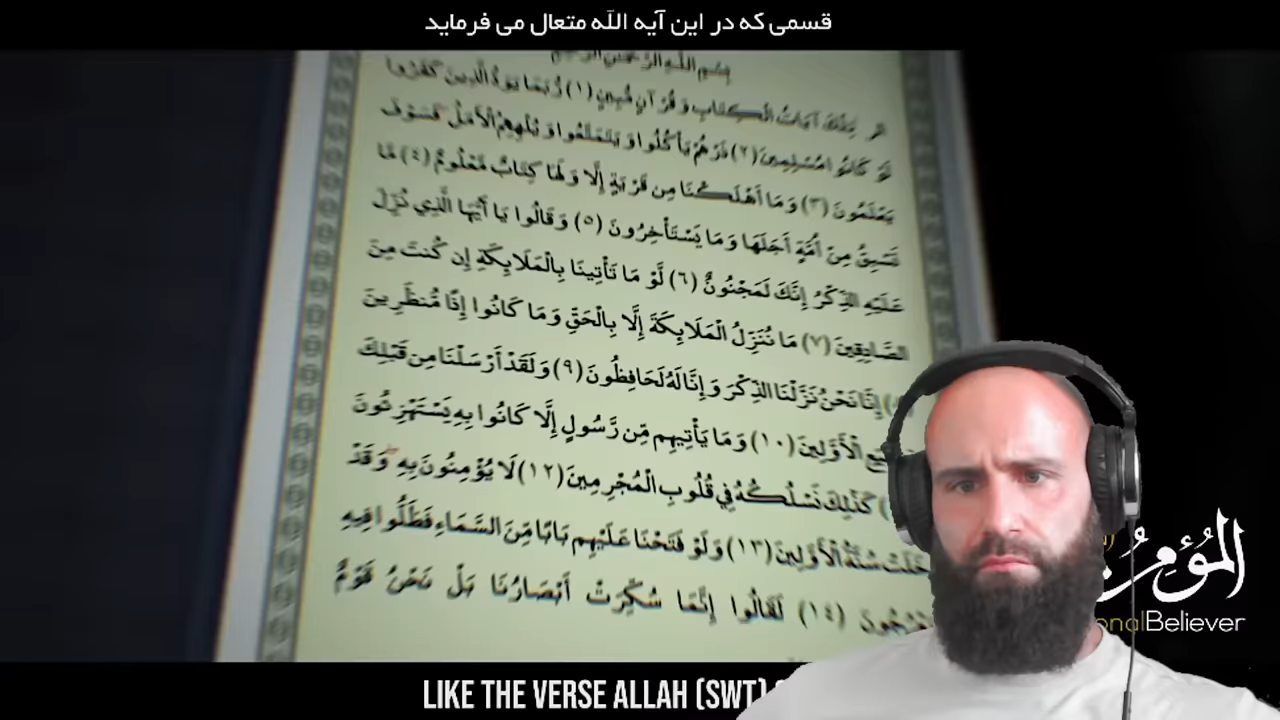 قسمی که در این آیه الله متعال می فرماید
بِسْمِ اللَّهِ الرَّحْمَٰنِ الرَّحِيمِ
الر تِلْكَ آيَاتُ الْكِتَابِ وَقُرْآنٍ مُّبِينٍ (١) رُّبَمَا يَوَدُّ الَّذِينَ كَفَرُوا
لَوْ كَانُوا مُسْلِمِينَ (٢) ذَرْهُمْ يَأْكُلُوا وَيَتَمَتَّعُوا وَيُلْهِهِمُ الْأَمَلُ فَسَوْفَ
يَعْلَمُونَ (٣) وَمَا أَهْلَكْنَا مِن قَرْيَةٍ إِلَّا وَلَهَا كِتَابٌ مَّعْلُومٌ (٤) مَّا
تَسْبِقُ مِنْ أُمَّةٍ أَجَلَهَا وَمَا يَسْتَأْخِرُونَ (٥) وَقَالُوا يَا أَيُّهَا الَّذِي نُزِّلَ
عَلَيْهِ الذِّكْرُ إِنَّكَ لَمَجْنُونٌ (٦) لَّوْ مَا تَأْتِينَا بِالْمَلَائِكَةِ إِن كُنتَ مِنَ
الصَّادِقِينَ (٧) مَا نُنَزِّلُ الْمَلَائِكَةَ إِلَّا بِالْحَقِّ وَمَا كَانُوا إِذًا مُّنظَرِينَ
إِنَّا نَحْنُ نَزَّلْنَا الذِّكْرَ وَإِنَّا لَهُ لَحَافِظُونَ (٩) وَلَقَدْ أَرْسَلْنَا مِن قَبْلِكَ
الْأَوَّلِينَ (١٠) وَمَا يَأْتِيهِم مِّن رَّسُولٍ إِلَّا كَانُوا بِهِ يَسْتَهْزِئُونَ
كَذَٰلِكَ نَسْلُكُهُ فِي قُلُوبِ الْمُجْرِمِينَ (١٢) لَا يُؤْمِنُونَ بِهِ وَقَدْ
خَلَتْ سُنَّةُ الْأَوَّلِينَ (١٣) وَلَوْ فَتَحْنَا عَلَيْهِم بَابًا مِّنَ السَّمَاءِ فَظَلُّوا فِيهِ
يَعْرُجُونَ (١٤) لَقَالُوا إِنَّمَا سُكِّرَتْ أَبْصَارُنَا بَلْ نَحْنُ قَوْمٌ
المؤمن
onalBeliever
LIKE THE VERSE ALLAH (SWT)